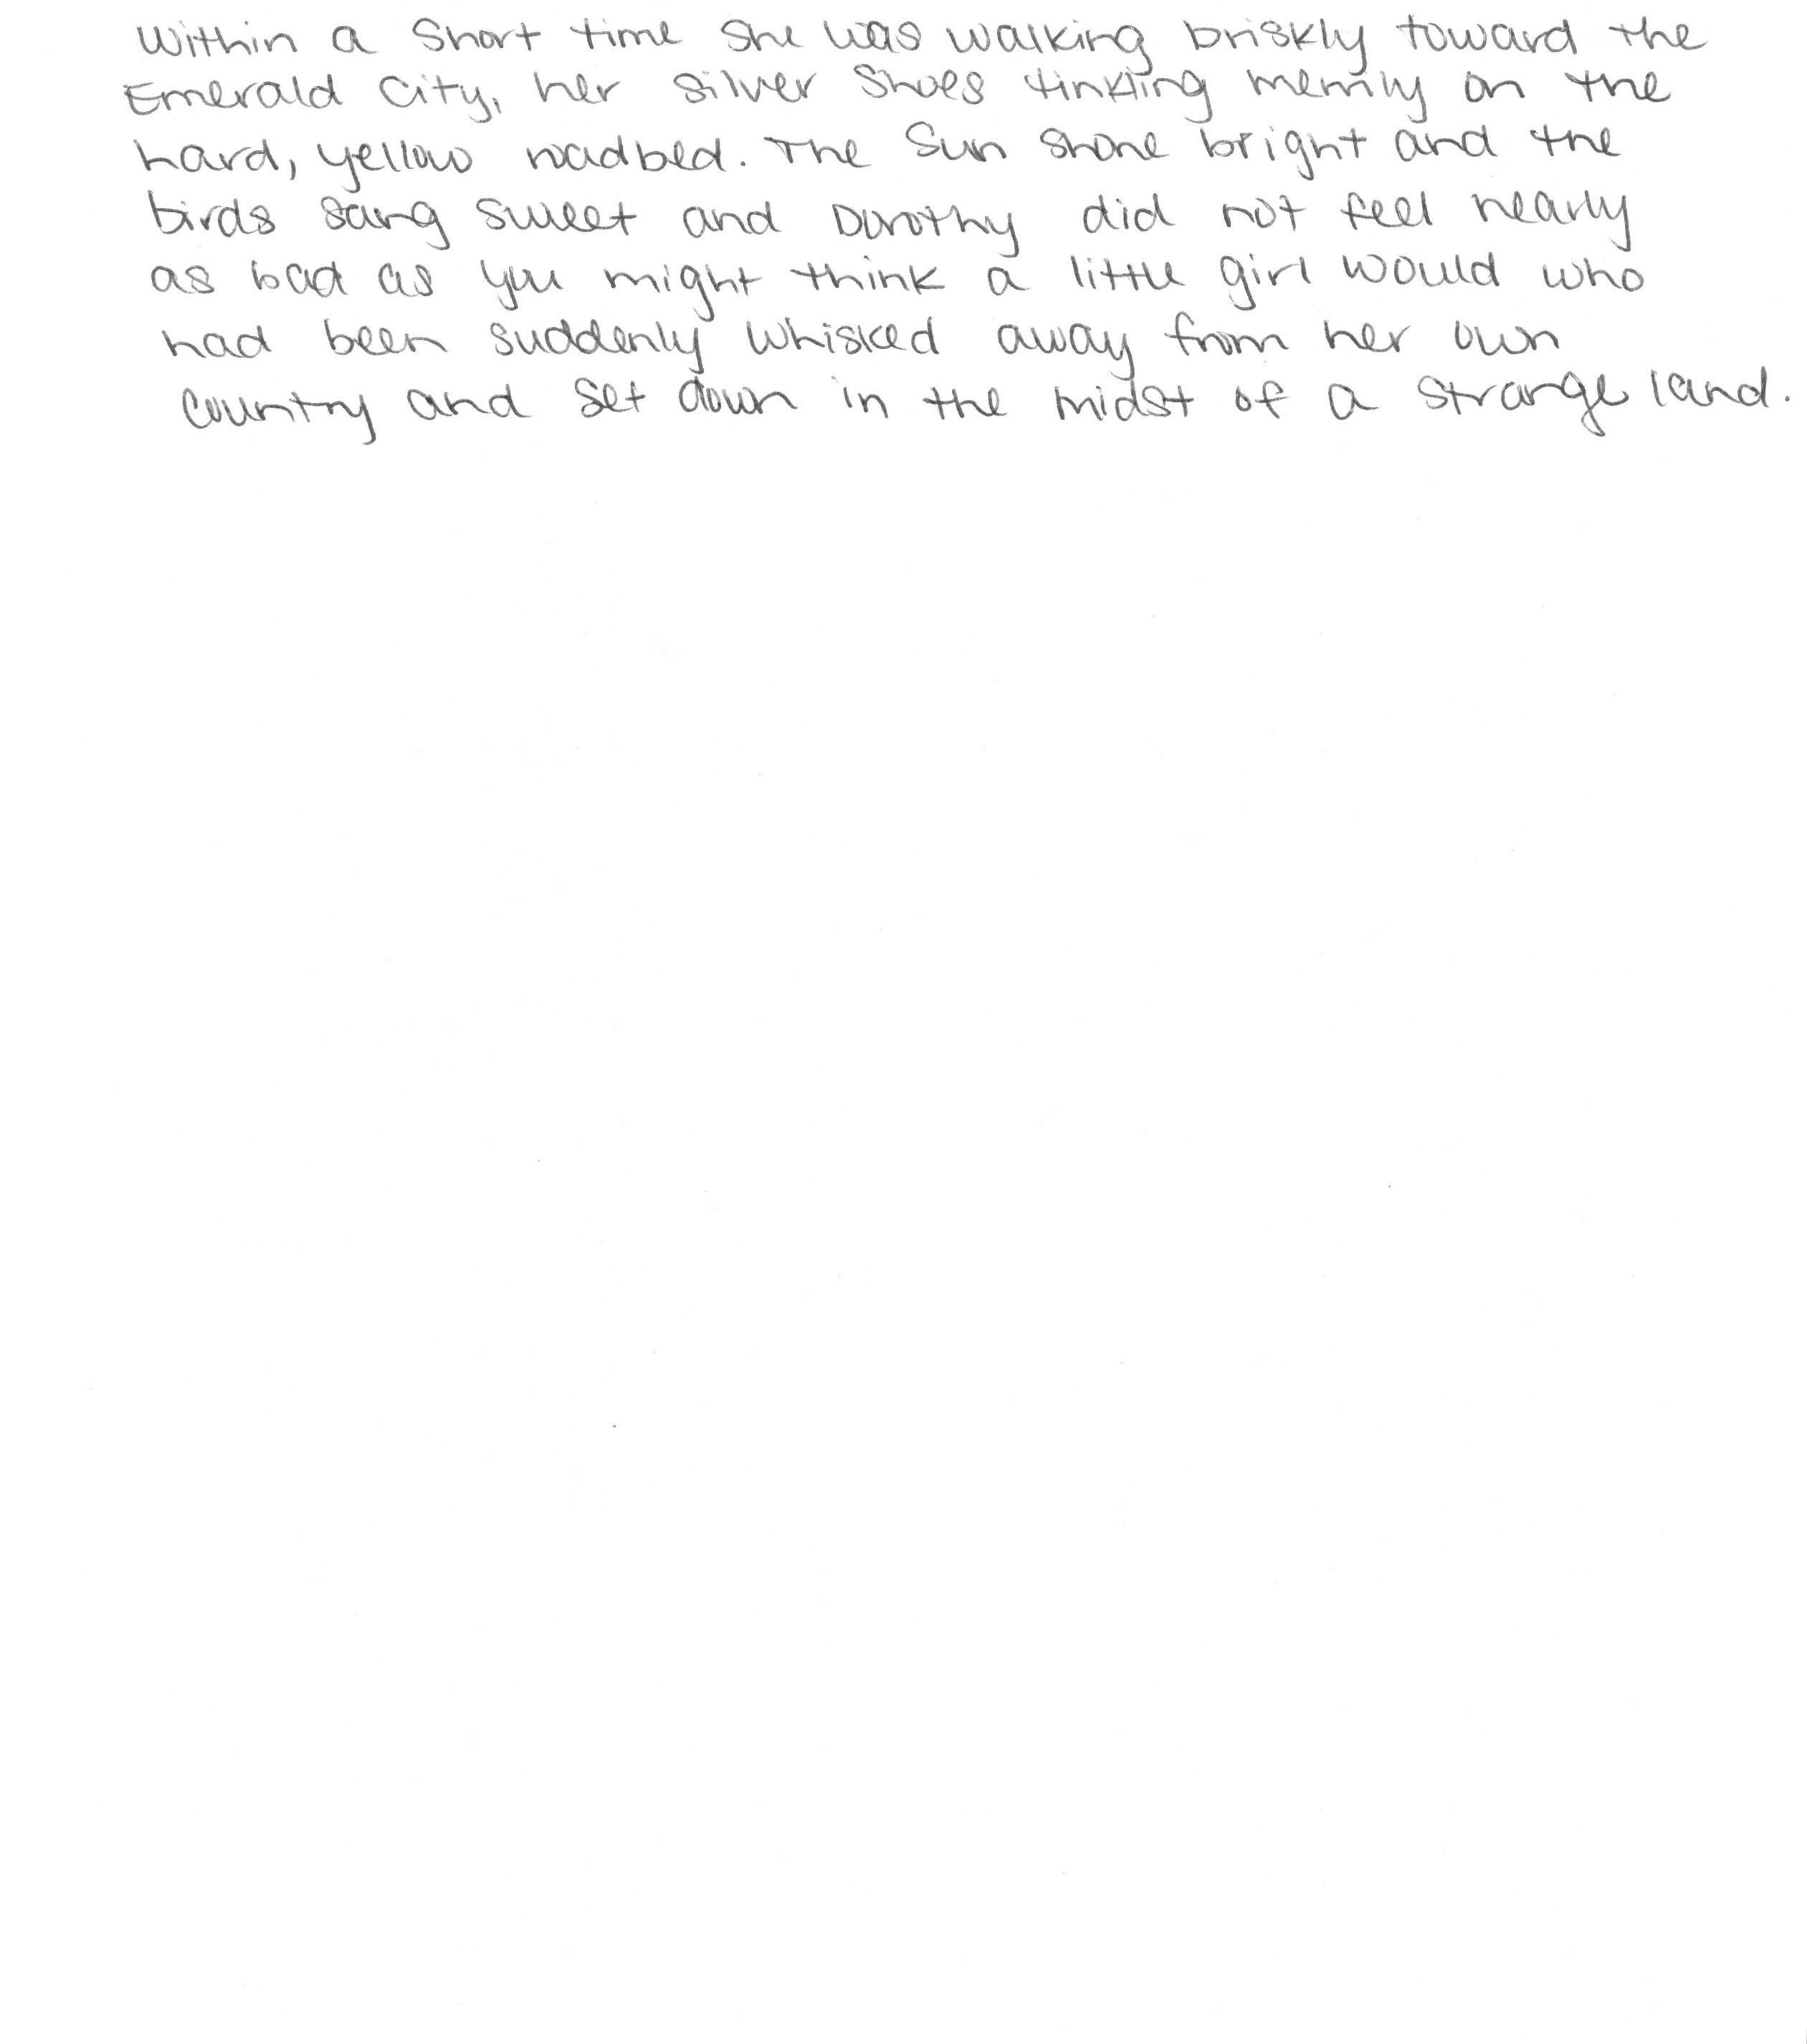 Within a short time she was walking briskly toward the
Emerald City, her silver shoes tinkling merrily on the
hard, yellow roadbed. The sun shone bright and the
birds sang sweet and Dorothy did not feel nearly
as bad as you might think a little girl would who
had been suddenly whisked away from her own
country and set down in the midst of a strange land.